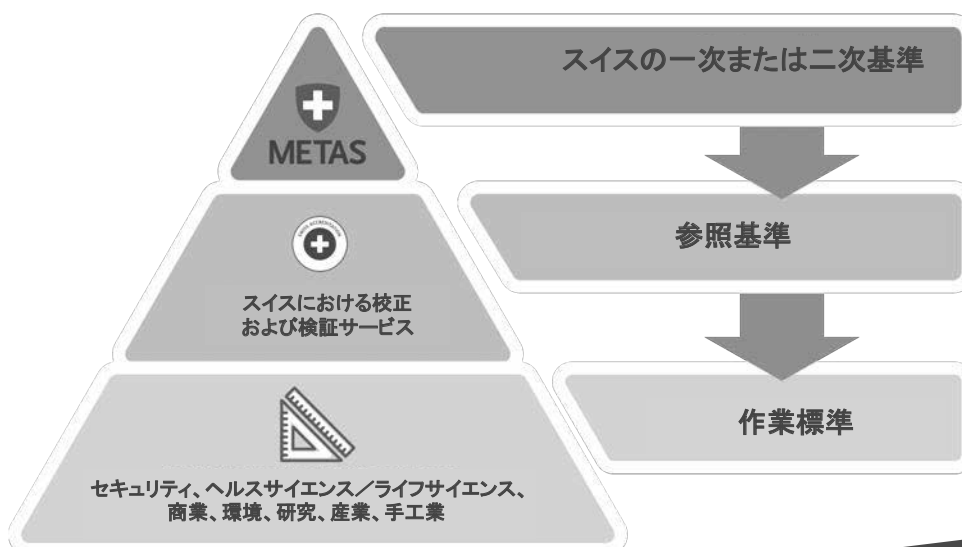 スイスの一次または二次基準
METAS
参照基準
スイスにおける校正
および検証サービス
作業標準
セキュリティ、ヘルスサイエンス／ライフサイエンス、
商業、環境、研究、産業、手工業